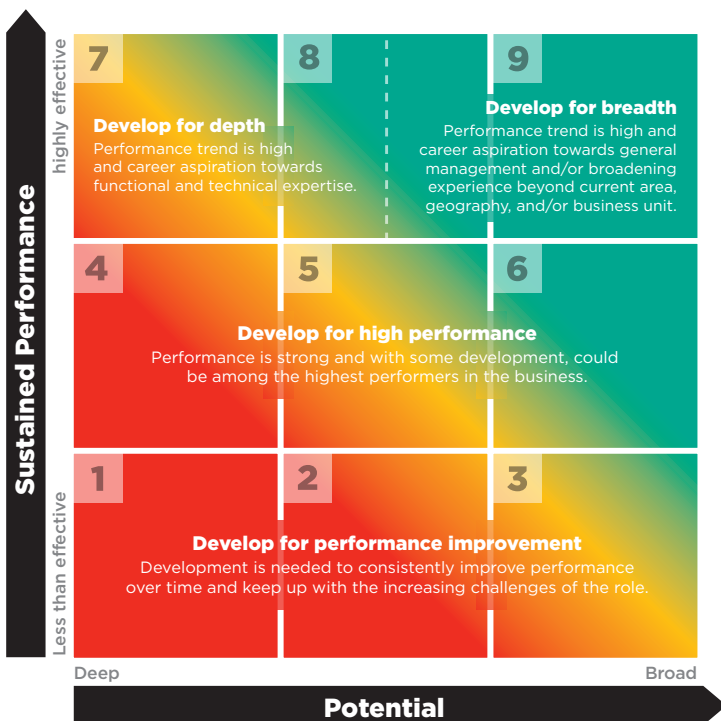 Sustained Performance
highly effective
Less than effective
7
8
9
Develop for depth
Performance trend is high
and career aspiration towards
functional and technical expertise.
Develop for breadth
Performance trend is high and
career aspiration towards general
management and/or broadening
experience beyond current area,
geography, and/or business unit.
4
5
6
Develop for high performance
Performance is strong and with some development, could
be among the highest performers in the business.
1
2
3
Develop for performance improvement
Development is needed to consistently improve performance
over time and keep up with the increasing challenges of the role.
Deep
Broad
Potential